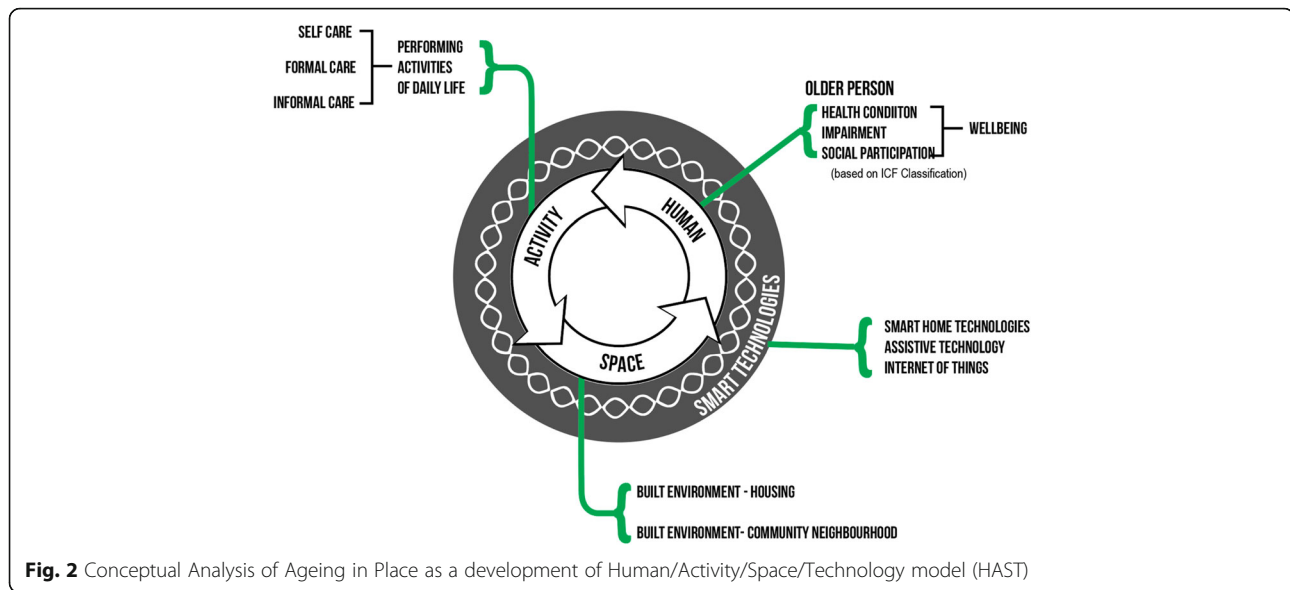 SELF CARE
FORMAL CARE
INFORMAL CARE
PERFORMING
ACTIVITIES
OF DAILY LIFE
OLDER PERSON
HEALTH CONDIITON
IMPAIRMENT
SOCIAL PARTICIPATION
(based on ICF Classification)
WELLBEING
ACTIVITY
HUMAN
SPACE
SMART TECHNOLOGIES
SMART HOME TECHNOLOGIES
ASSISTIVE TECHNOLOGY
INTERNET OF THINGS
BUILT ENVIRONMENT - HOUSING
BUILT ENVIRONMENT- COMMUNITY NEIGHBOURHOOD
Fig. 2 Conceptual Analysis of Ageing in Place as a development of Human/Activity/Space/Technology model (HAST)